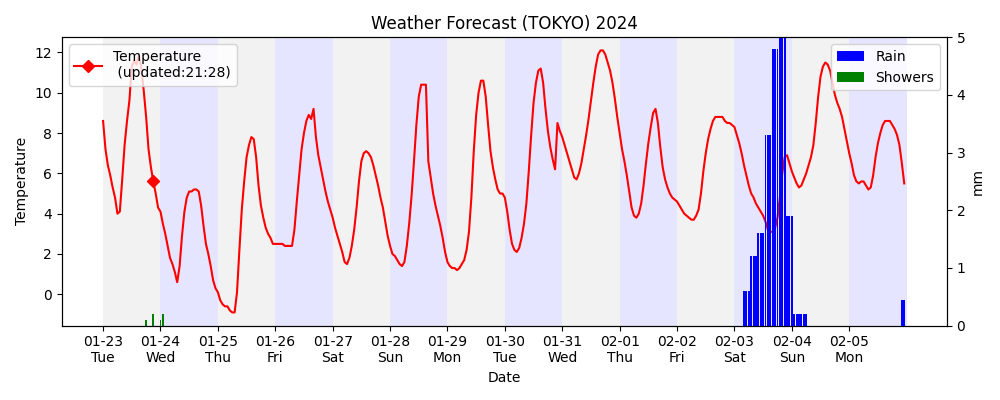 Weather Forecast (TOKYO) 2024
Temperature
(updated:21:28)
Rain
Showers
Temperature
12
10
8
6
4
2
0
5
4
3
2
1
0
mm
01-23 01-24 01-25 01-26 01-27 01-28 01-29 01-30 01-31 02-01 02-02 02-03 02-04 02-05
Tue Wed Thu Fri Sat Sun Mon Tue Wed Thu Fri Sat Sun Mon
Date